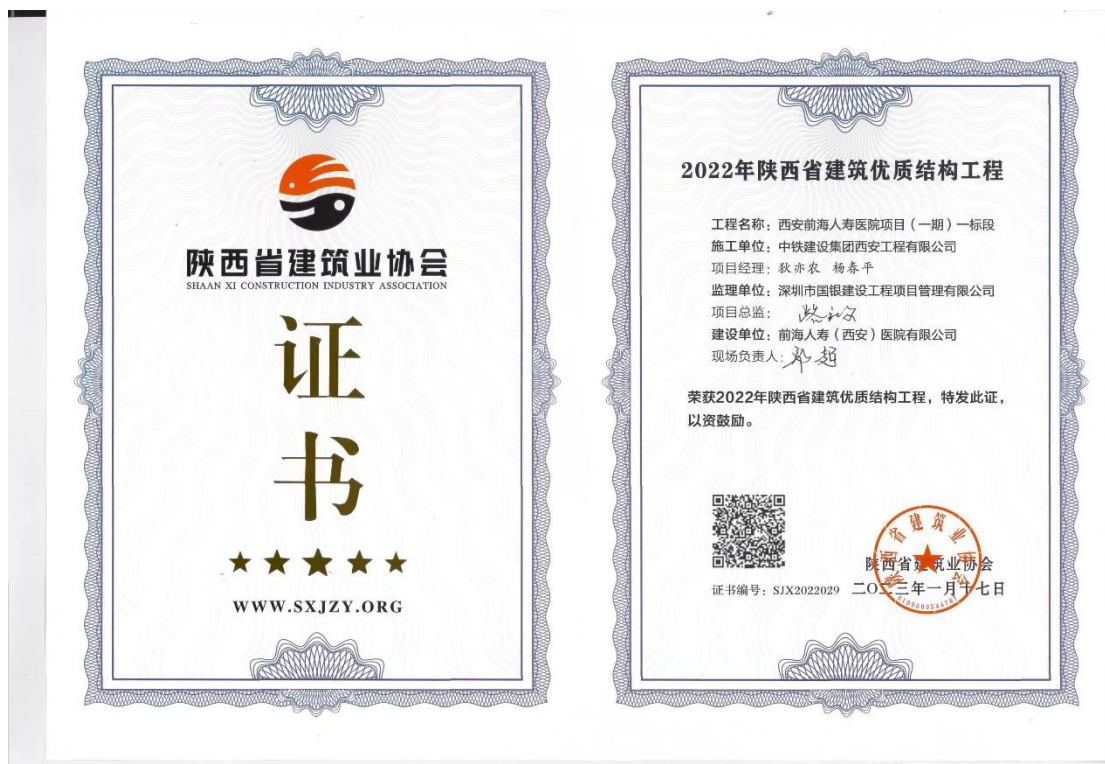 陕西省建筑业协会
SHAAN XI CONSTRUCTION INDUSTRY ASSOCIATION
证
书
WWW.SXJZY.ORG
2022年陕西省建筑优质结构工程
工程名称：西安前海人寿医院项目（一期）一标段
施工单位：中铁建设集团西安工程有限公司
项目经理：狄亦农 杨春平
监理单位：深圳市国银建设工程项目管理有限公司
项目总监：
建设单位：前海人寿（西安）医院有限公司
现场负责人：
荣获2022年陕西省建筑优质结构工程，特发此证，
以资鼓励。
陕西省建筑业协会
陕西省建筑业协会
证书编号：SJX2022029
二〇二三年一月十七日